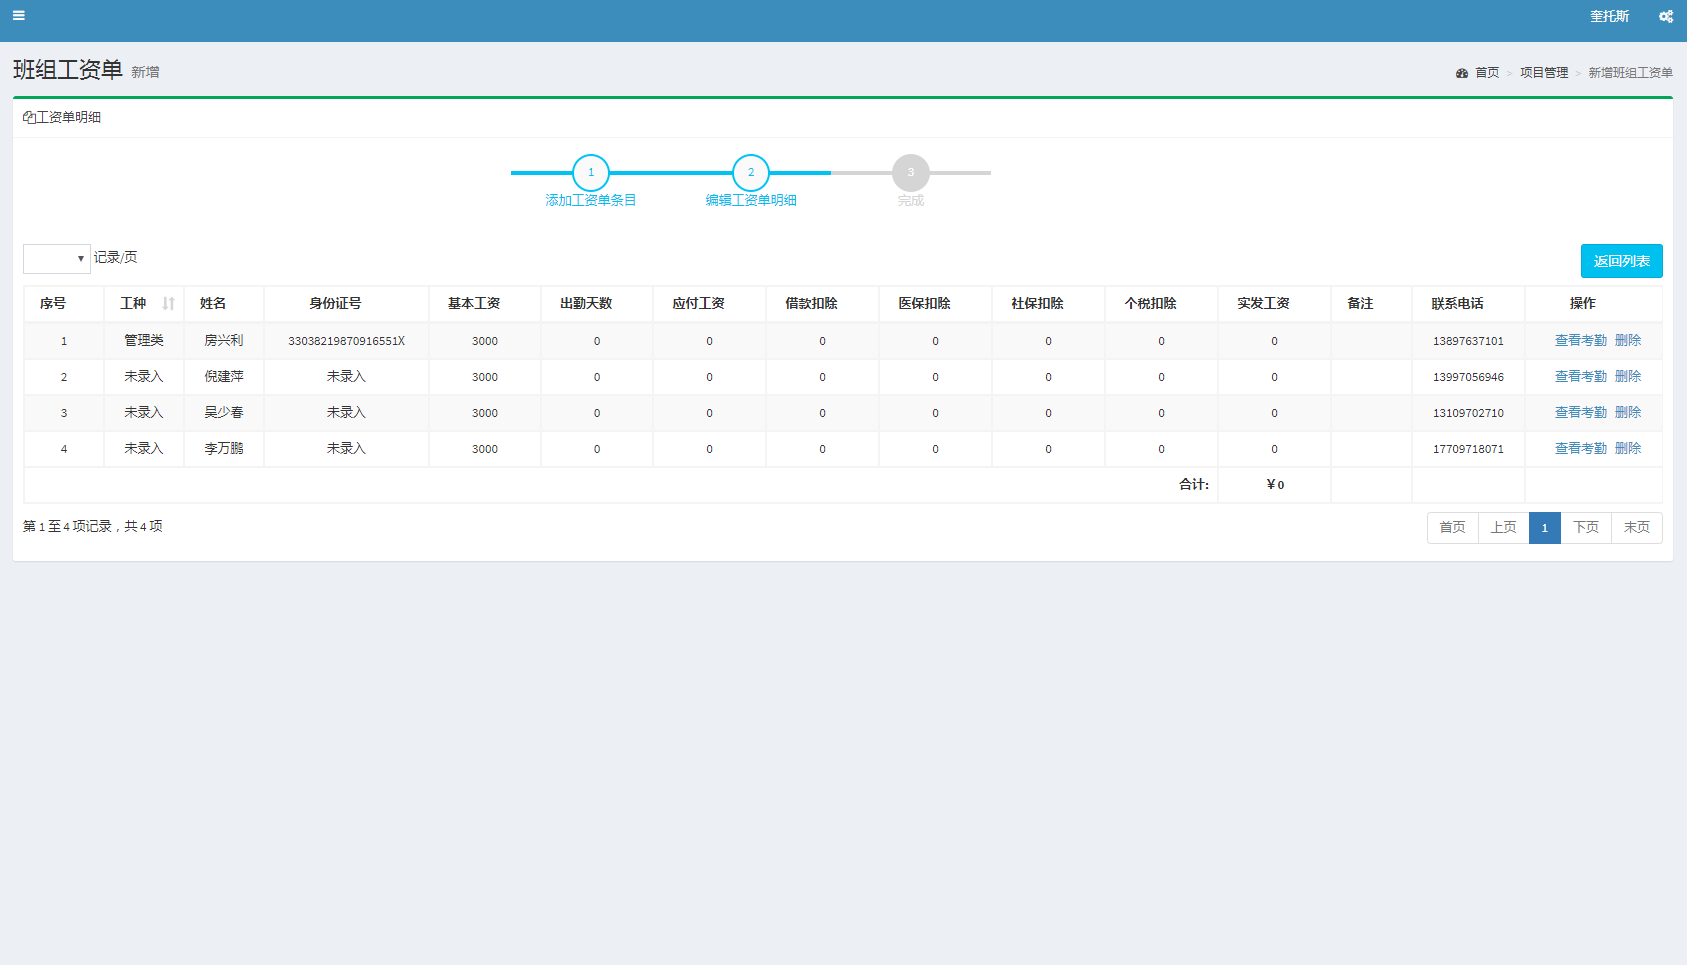 奎托斯
班组工资单 新增
首页 > 项目管理 > 新增班组工资单
工资单明细
1 2 3
添加工资单条目 编辑工资单明细 完成
记录/页 返回列表
序号 工种 姓名 身份证号 基本工资 出勤天数 应付工资 借款扣除 医保扣除 社保扣除 个税扣除 实发工资 备注 联系电话 操作
1 管理类 房兴利 33038219870916551X 3000 0 0 0 0 0 0 0 13897637101 查看考勤 删除
2 未录入 倪建萍 未录入 3000 0 0 0 0 0 0 0 13997056946 查看考勤 删除
3 未录入 吴少春 未录入 3000 0 0 0 0 0 0 0 13109702710 查看考勤 删除
4 未录入 李万鹏 未录入 3000 0 0 0 0 0 0 0 17709718071 查看考勤 删除
合计: ￥0
第 1 至 4 项记录，共 4 项 首页 上页 1 下页 末页